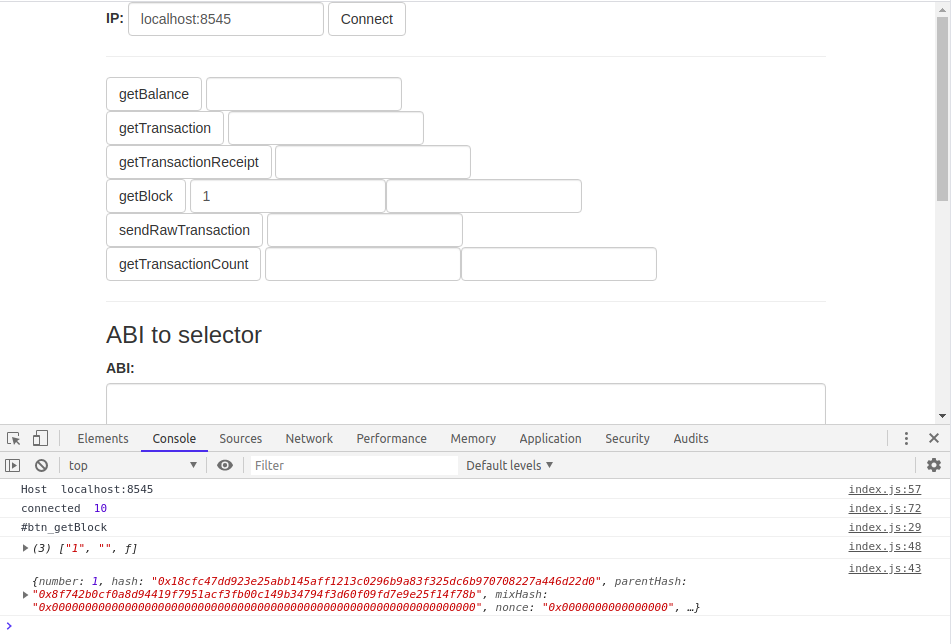 IP: localhost:8545 Connect
getBalance
getTransaction
getTransactionReceipt
getBlock 1
sendRawTransaction
getTransactionCount
ABI to selector
ABI:
Elements Console Sources Network Performance Memory Application Security Audits
top Filter Default levels
Host localhost:8545 index.js:57
connected 10 index.js:72
#btn_getBlock index.js:29
(3) ["1", "", ƒ] index.js:48
index.js:43
{number: 1, hash: "0x18cfc47dd923e25abb145aff1213c0296b9a83f325dc6b970708227a446d22d0", parentHash:
"0x8f742b0cf0a8d94419f7951acf3fb00c149b34794f3d60f09fd7e9e25f14f78b", mixHash:
"0x0000000000000000000000000000000000000000000000000000000000000000", nonce: "0x0000000000000000", …}